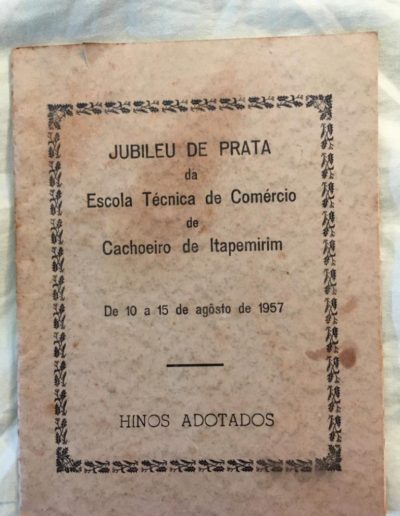 JUBILEU DE PRATA
da
Escola Técnica de Comércio
de
Cachoeiro de Itapemirim
De 10 a 15 de agôsto de 1957
HINOS ADOTADOS